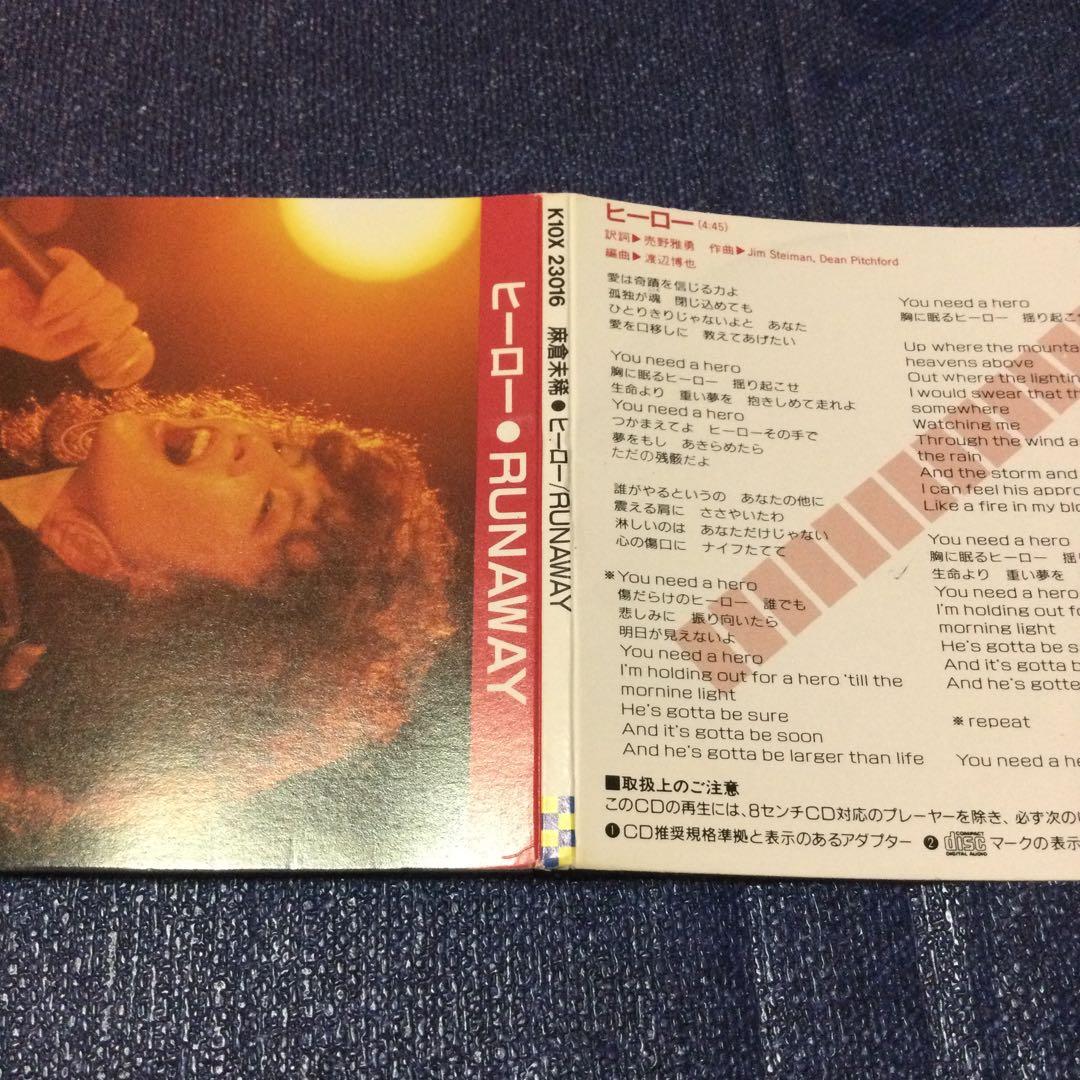 ヒーロー●RUNAWAY
K10X 23016 麻倉未稀●ヒーロー/RUNAWAY
ヒーロー (4:45)
訳詞▶売野雅勇 作曲▶Jim Steiman, Dean Pitchford
編曲▶渡辺博也
愛は奇蹟を信じる力よ
孤独が魂 閉じ込めても
ひとりきりじゃないよと あなた
愛を口移しに 教えてあげたい
You need a hero
胸に眠るヒーロー 揺り起こせ
生命より 重い夢を 抱きしめて走れよ
You need a hero
つかまえてよ ヒーローその手で
夢をもし あきらめたら
ただの残骸だよ
誰がやるというの あなたの他に
震える肩に ささやいたわ
淋しいのは あなただけじゃない
心の傷口に ナイフたてて
※You need a hero
傷だらけのヒーロー 誰でも
悲しみに 振り向いたら
明日が見えないよ
You need a hero
I'm holding out for a hero 'till the
mornine light
He's gotta be sure
And it's gotta be soon
And he's gotta be larger than life
You need a hero
胸に眠るヒーロー 揺り起こせ
Up where the mounta
heavens above
Out where the lighting
I would swear that th
somewhere
Watching me
Through the wind a
the rain
And the storm and
I can feel his appro
Like a fire in my blo
You need a hero
胸に眠るヒーロー 揺
生命より 重い夢を
You need a hero
I'm holding out fo
morning light
He's gotta be s
And it's gotta b
And he's gotte
※repeat
You need a he
■取扱上のご注意
このCDの再生には、8センチCD対応のプレーヤーを除き、必ず次の
❶CD推奨規格準拠と表示のあるアダプター ❷COMPACT disc DIGITAL AUDIO マークの表示